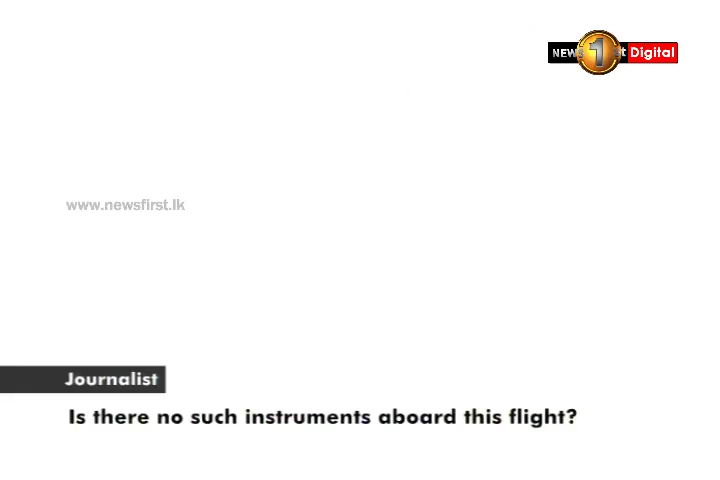 NEWS 1st Digital
www.newsfirst.lk
Journalist
Is there no such instruments aboard this flight?